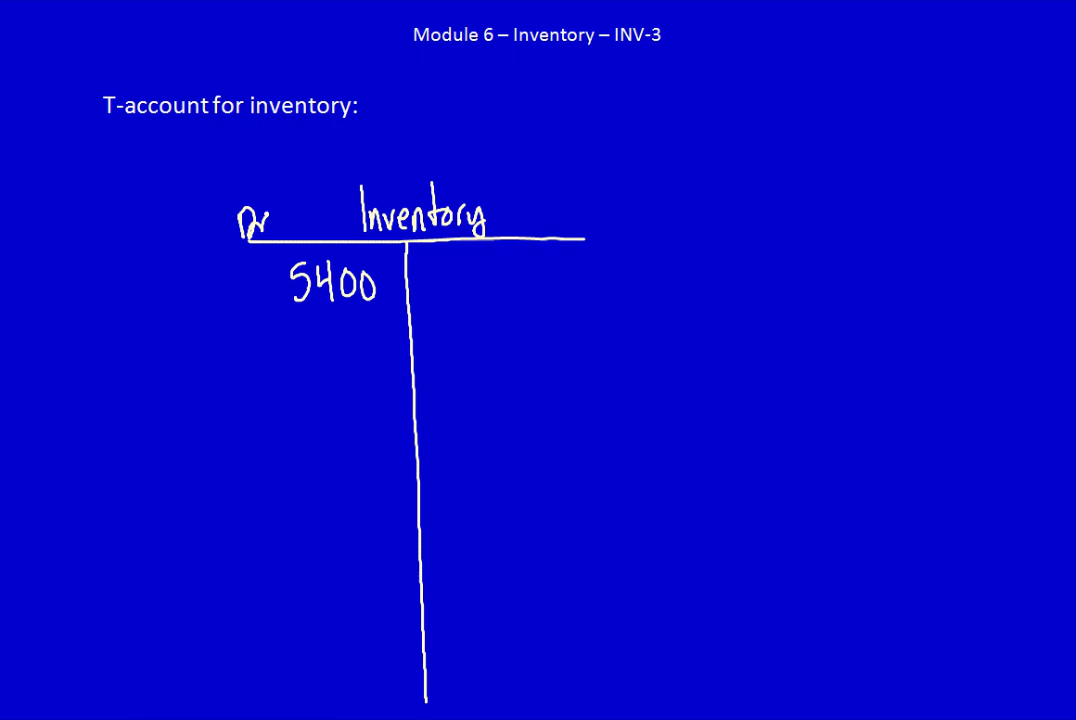 Module 6 – Inventory – INV-3
T-account for inventory:
Dr Inventory
5400